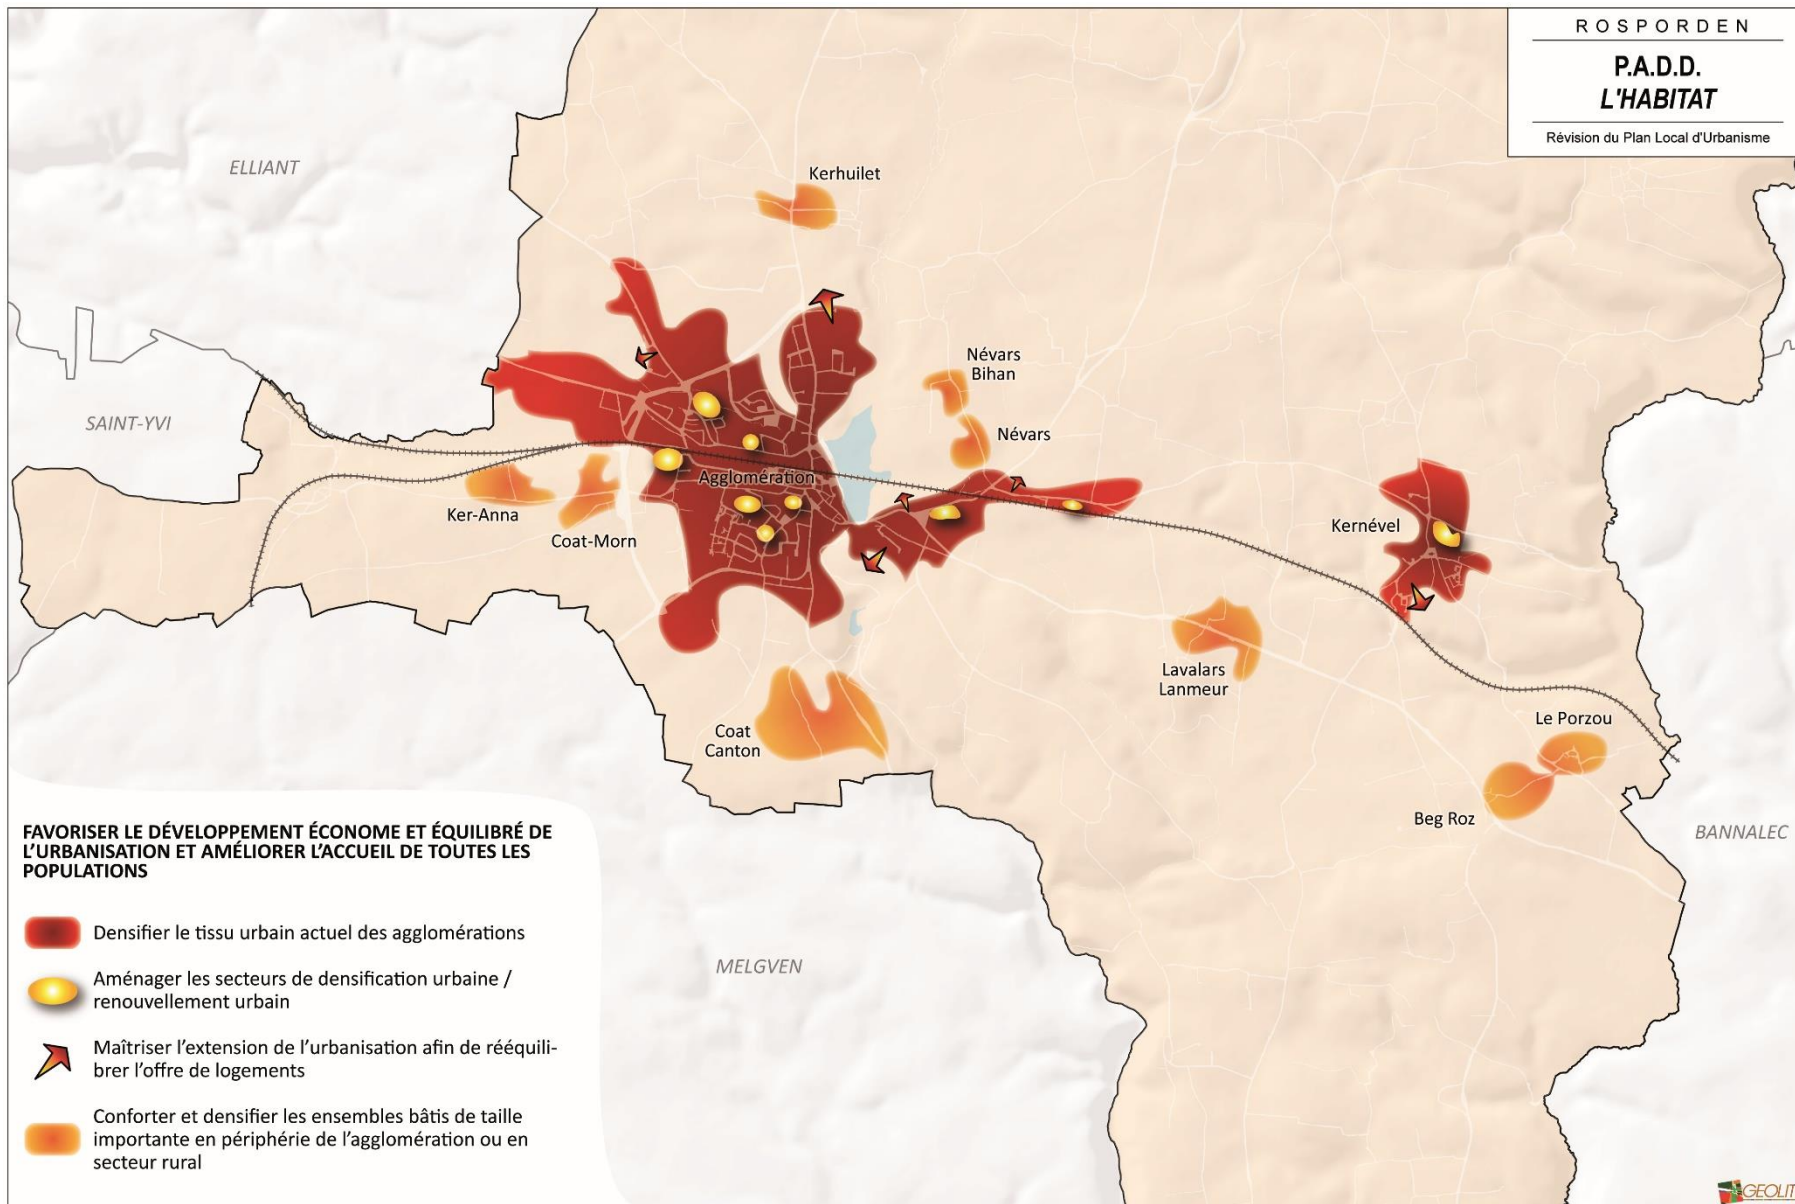 ROSPORDEN
P.A.D.D.
L'HABITAT
Révision du Plan Local d'Urbanisme
ELLIANT
Kerhuilet
Névars
Bihan
SAINT-YVI
Névars
Agglomération
Ker-Anna
Kernével
Coat-Morn
Lavalars
Lanmeur
Coat
Canton
Le Porzou
Beg Roz
BANNALEC
MELGVEN
FAVORISER LE DÉVELOPPEMENT ÉCONOME ET ÉQUILIBRÉ DE
L'URBANISATION ET AMÉLIORER L'ACCUEIL DE TOUTES LES
POPULATIONS
Densifier le tissu urbain actuel des agglomérations
Aménager les secteurs de densification urbaine /
renouvellement urbain
Maîtriser l'extension de l'urbanisation afin de rééquili-
brer l'offre de logements
Conforter et densifier les ensembles bâtis de taille
importante en périphérie de l'agglomération ou en
secteur rural
GEOLIT